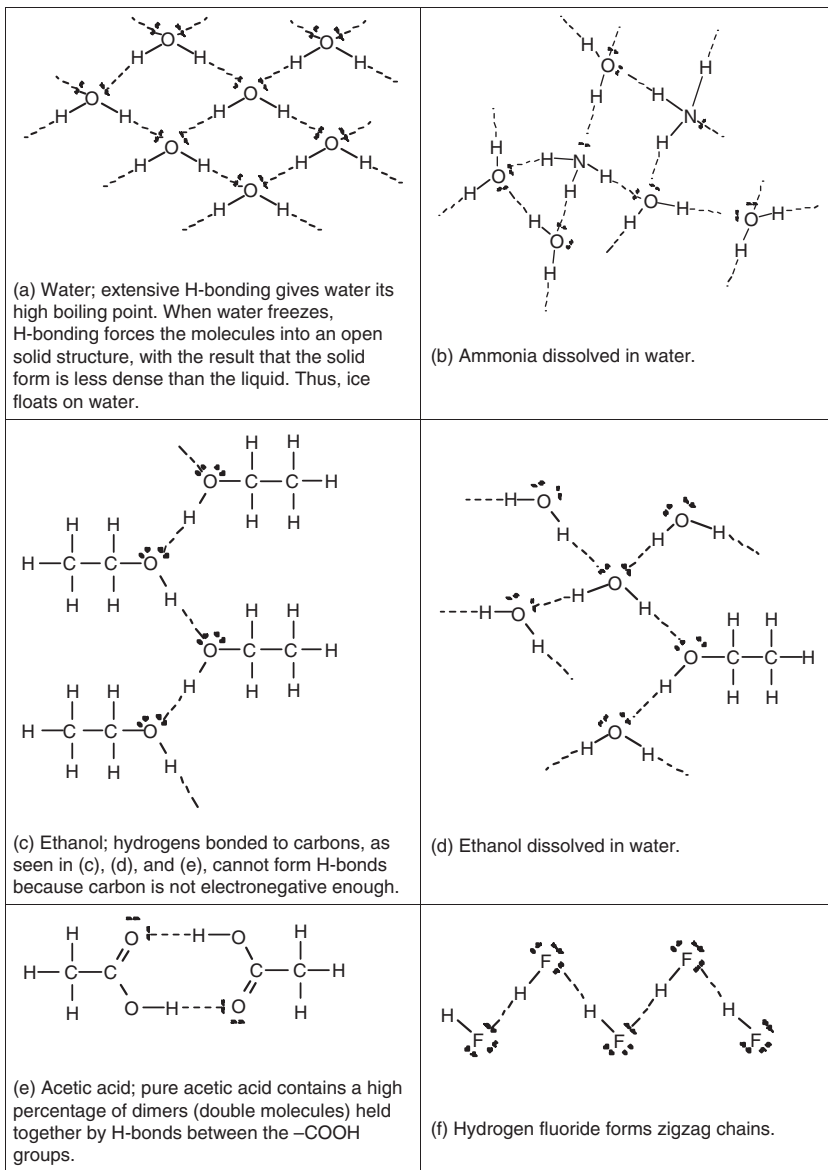 (a) Water; extensive H-bonding gives water its
high boiling point. When water freezes,
H-bonding forces the molecules into an open
solid structure, with the result that the solid
form is less dense than the liquid. Thus, ice
floats on water.
(b) Ammonia dissolved in water.
(c) Ethanol; hydrogens bonded to carbons, as
seen in (c), (d), and (e), cannot form H-bonds
because carbon is not electronegative enough.
(d) Ethanol dissolved in water.
(e) Acetic acid; pure acetic acid contains a high
percentage of dimers (double molecules) held
together by H-bonds between the –COOH
groups.
(f) Hydrogen fluoride forms zigzag chains.